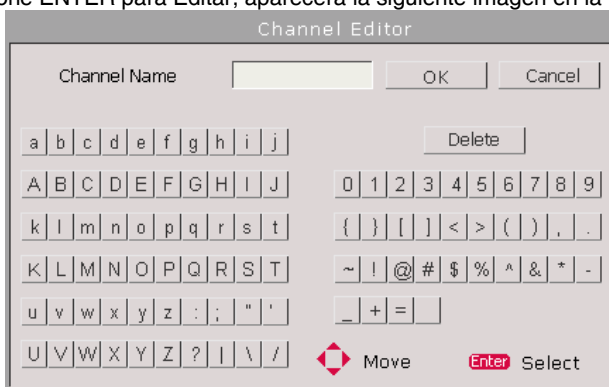 one ENTER para Editar, aparecerá la siguiente imagen en la
Channel Editor
Channel Name OK Cancel
a b c d e f g h i j Delete
A B C D E F G H I J 0 1 2 3 4 5 6 7 8 9
k l m n o p q r s t { } [ ] < > ( ) , .
K L M N O P Q R S T ~ ! @ # $ % ^ & * -
u v w x y z : ; " ' _ + =
U V W X Y Z ? | \ / Move Enter Select